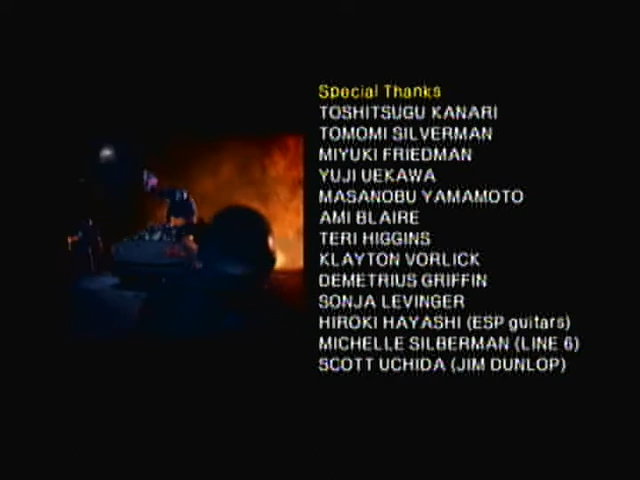 Special Thanks
TOSHITSUGU KANARI
TOMOMI SILVERMAN
MIYUKI FRIEDMAN
YUJI UEKAWA
MASANOBU YAMAMOTO
AMI BLAIRE
TERI HIGGINS
KLAYTON VORLICK
DEMETRIUS GRIFFIN
SONJA LEVINGER
HIROKI HAYASHI (ESP guitars)
MICHELLE SILBERMAN (LINE 6)
SCOTT UCHIDA (JIM DUNLOP)